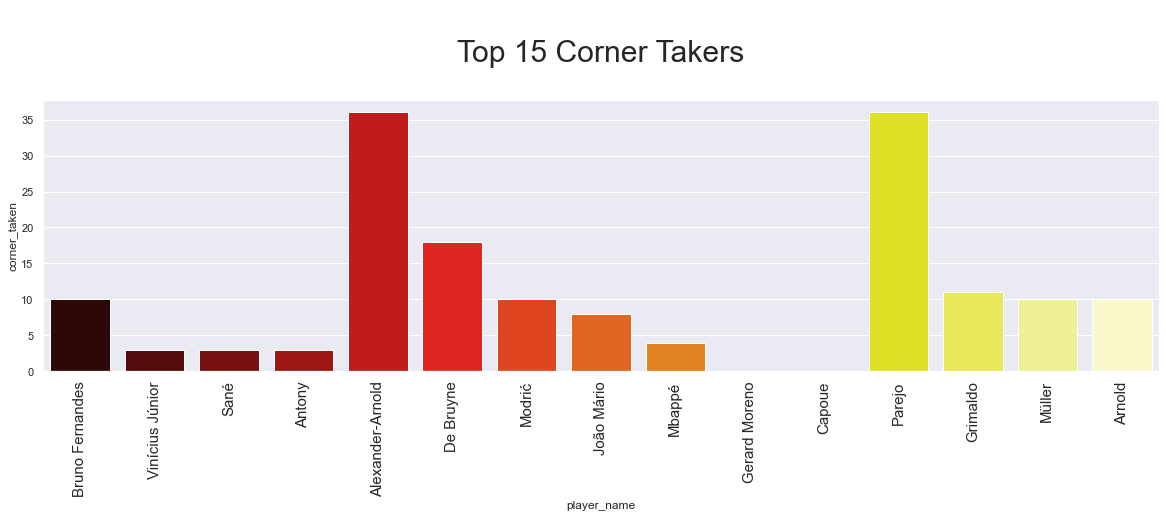 Top 15 Corner Takers
corner_taken
35
30
25
20
15
10
5
0
Bruno Fernandes
Vinícius Júnior
Sané
Antony
Alexander-Arnold
De Bruyne
Modrić
João Mário
Mbappé
Gerard Moreno
Capoue
Parejo
Grimaldo
Müller
Arnold
player_name